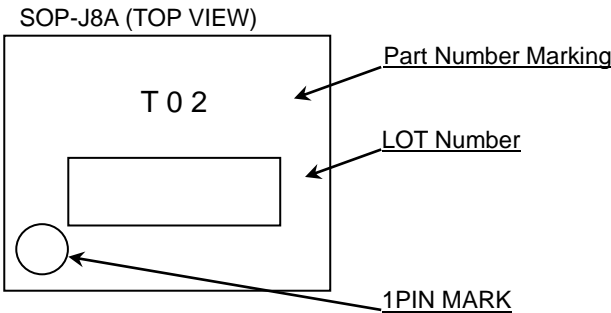 SOP-J8A (TOP VIEW)
Part Number Marking
T 0 2
LOT Number
1PIN MARK